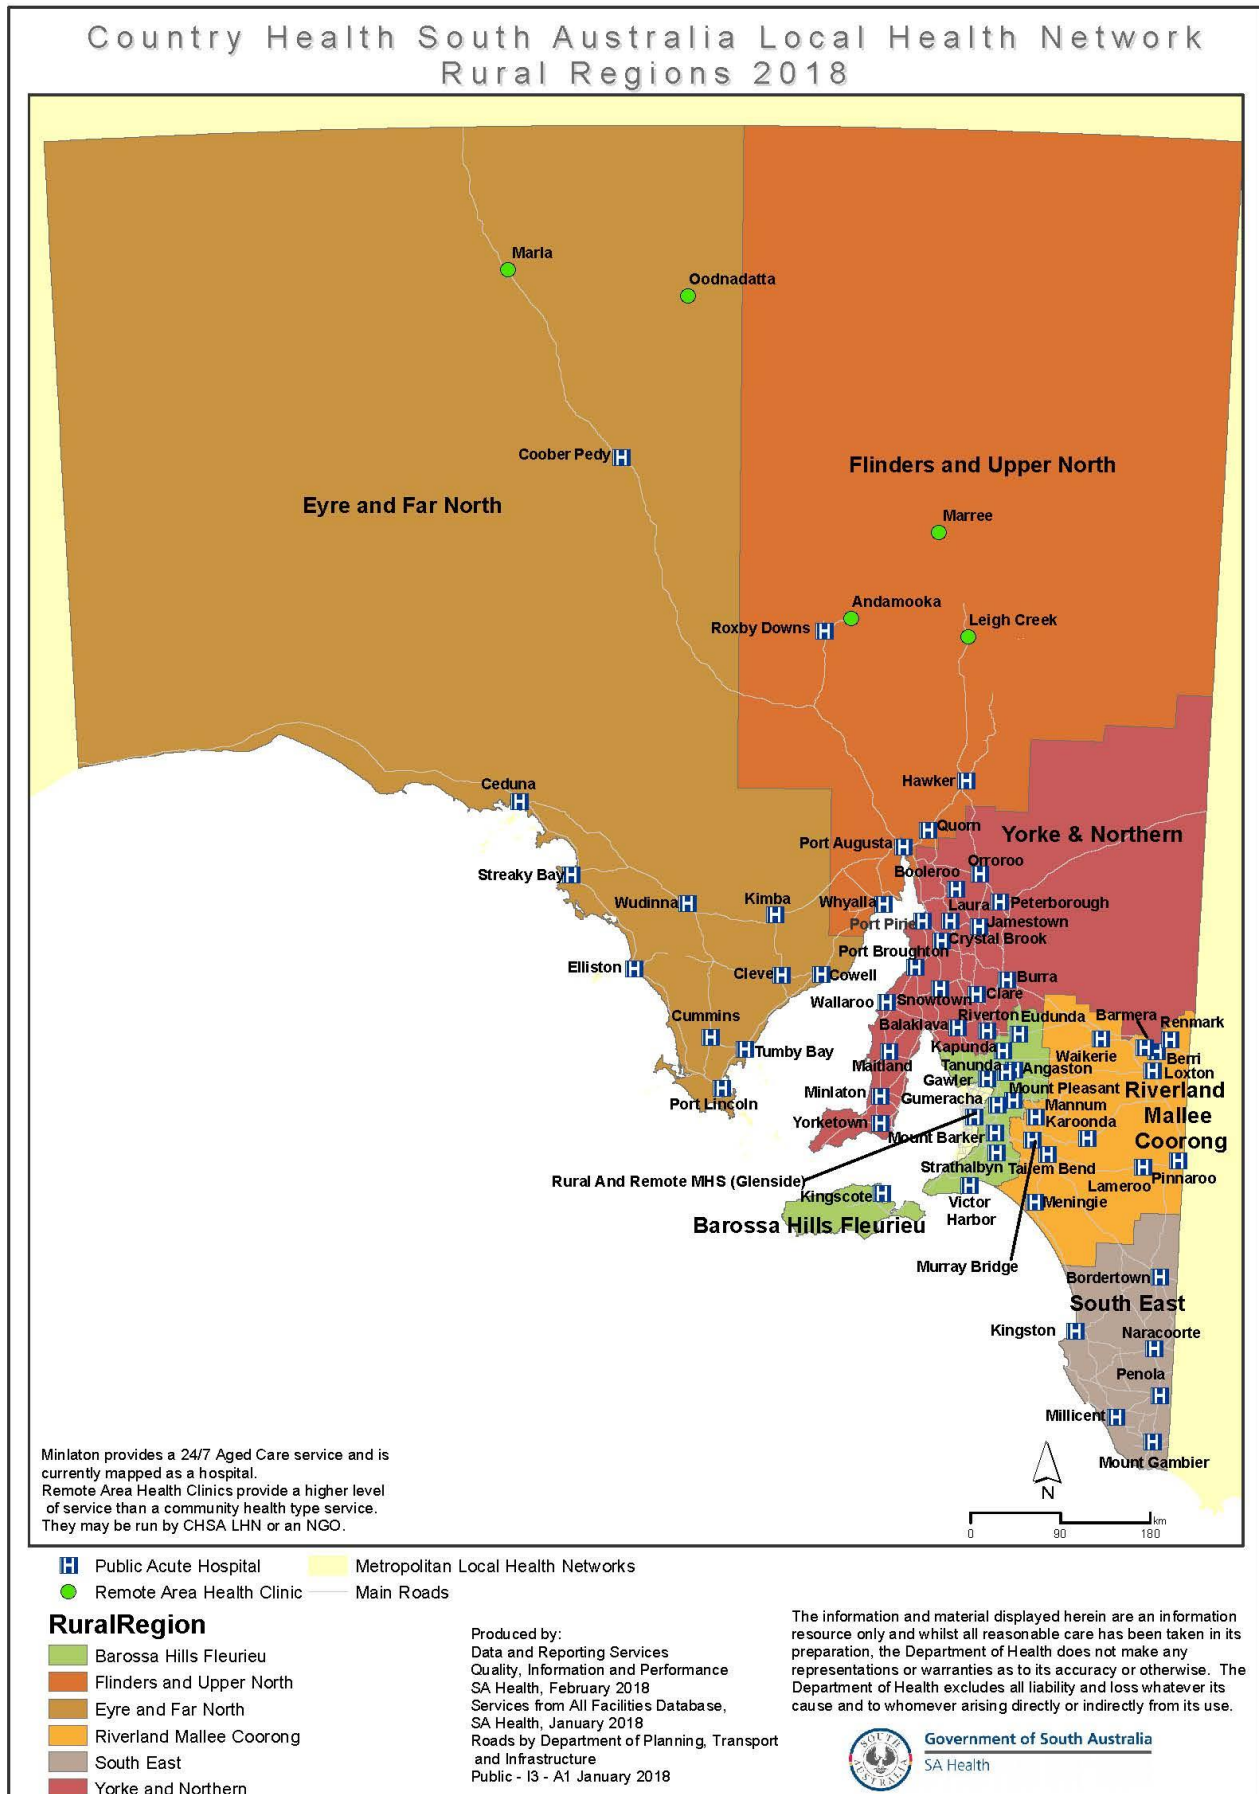 Country Health South Australia Local Health Network
Rural Regions 2018
Marla
Oodnadatta
Coober Pedy
Flinders and Upper North
Eyre and Far North
Marree
Andamooka
Leigh Creek
Roxby Downs
Hawker
Ceduna
Quorn
Yorke & Northern
Port Augusta
Orroroo
Booleroo
Streaky Bay
Wudinna
Kimba
Whyalla
Laura
Peterborough
Port Pirie
Jamestown
Crystal Brook
Port Broughton
Elliston
Cleve
Cowell
Burra
Wallaroo
Snowtown
Clare
Cummins
Riverton
Eudunda
Barmera
Renmark
Balaklava
Tumby Bay
Kapunda
Waikerie
Berri
Maitland
Tanunda
Angaston
Loxton
Gawler
Mount Pleasant
Riverland
Mallee
Coorong
Minlaton
Gumeracha
Port Lincoln
Mannum
Karoonda
Yorketown
Mount Barker
Strathalbyn
Tailem Bend
Rural And Remote MHS (Glenside)
Lameroo
Pinnaroo
Kingscote
Victor
Harbor
Meningie
Barossa Hills Fleurieu
Murray Bridge
Bordertown
South East
Kingston
Naracoorte
Penola
Millicent
Mount Gambier
Minlaton provides a 24/7 Aged Care service and is
currently mapped as a hospital.
Remote Area Health Clinics provide a higher level
of service than a community health type service.
They may be run by CHSA LHN or an NGO.
N
km
0 90 180
H Public Acute Hospital
Metropolitan Local Health Networks
Remote Area Health Clinic
Main Roads
RuralRegion
Barossa Hills Fleurieu
Flinders and Upper North
Eyre and Far North
Riverland Mallee Coorong
South East
Yorke and Northern
Produced by:
Data and Reporting Services
Quality, Information and Performance
SA Health, February 2018
Services from All Facilities Database,
SA Health, January 2018
Roads by Department of Planning, Transport
and Infrastructure
Public - I3 - A1 January 2018
The information and material displayed herein are an information
resource only and whilst all reasonable care has been taken in its
preparation, the Department of Health does not make any
representations or warranties as to its accuracy or otherwise. The
Department of Health excludes all liability and loss whatever its
cause and to whomever arising directly or indirectly from its use.
SOUTH AUSTRALIA
Government of South Australia
SA Health